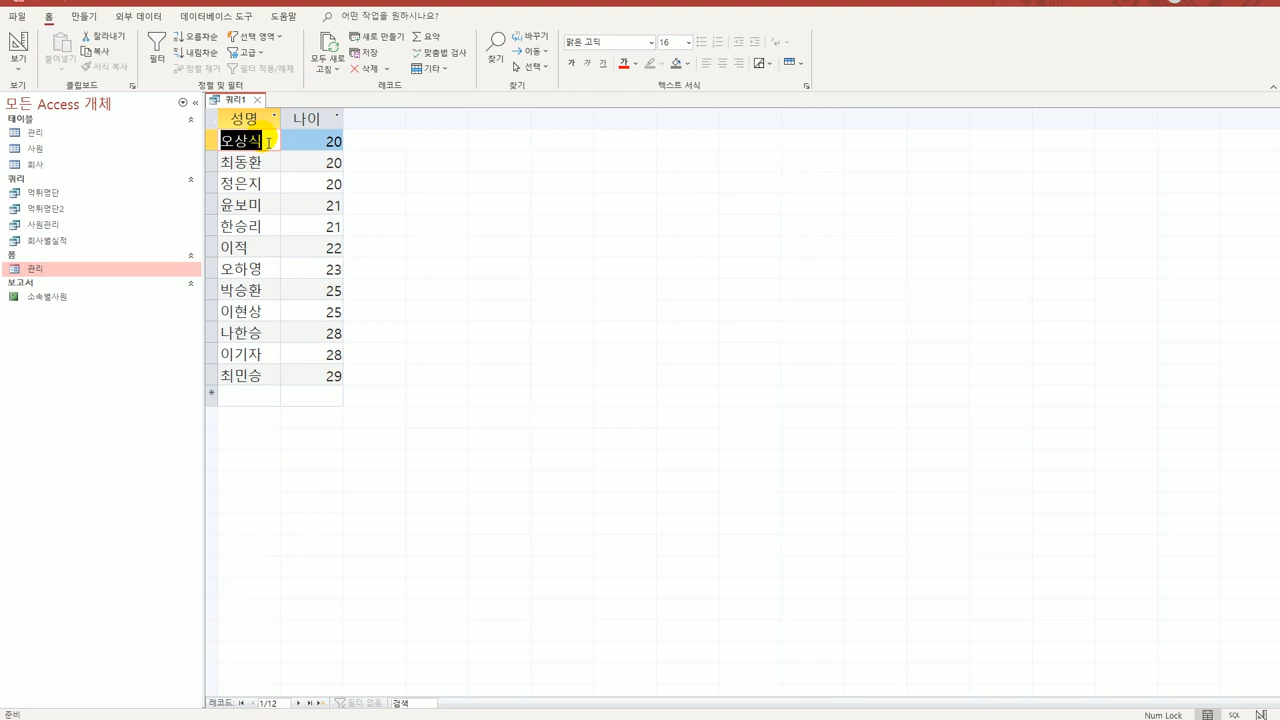 파일 홈 만들기 외부 데이터 데이터베이스 도구 도움말 어떤 작업을 원하시나요?
보기 붙여넣기 잘라내기 복사 서식 복사
필터 오름차순 내림차순 정렬 제거 선택 영역 고급 필터 적용/해제
모두 새로 고침 새로 만들기 저장 삭제 요약 맞춤법 검사 기타
찾기 바꾸기 이동 선택
맑은 고딕 16
가 가 가 가
보기 클립보드 정렬 및 필터 레코드 찾기 텍스트 서식
모든 Access 개체
테이블
관리
사원
회사
쿼리
먹튀명단
먹튀명단2
사원관리
회사별실적
폼
관리
보고서
소속별사원
쿼리1
성명 나이
오상식 20
최동환 20
정은지 20
윤보미 21
한승리 21
이적 22
오하영 23
박승환 25
이현상 25
나한승 28
이기자 28
최민승 29
레코드: 1/12 필터 없음 검색
준비 Num Lock SQL